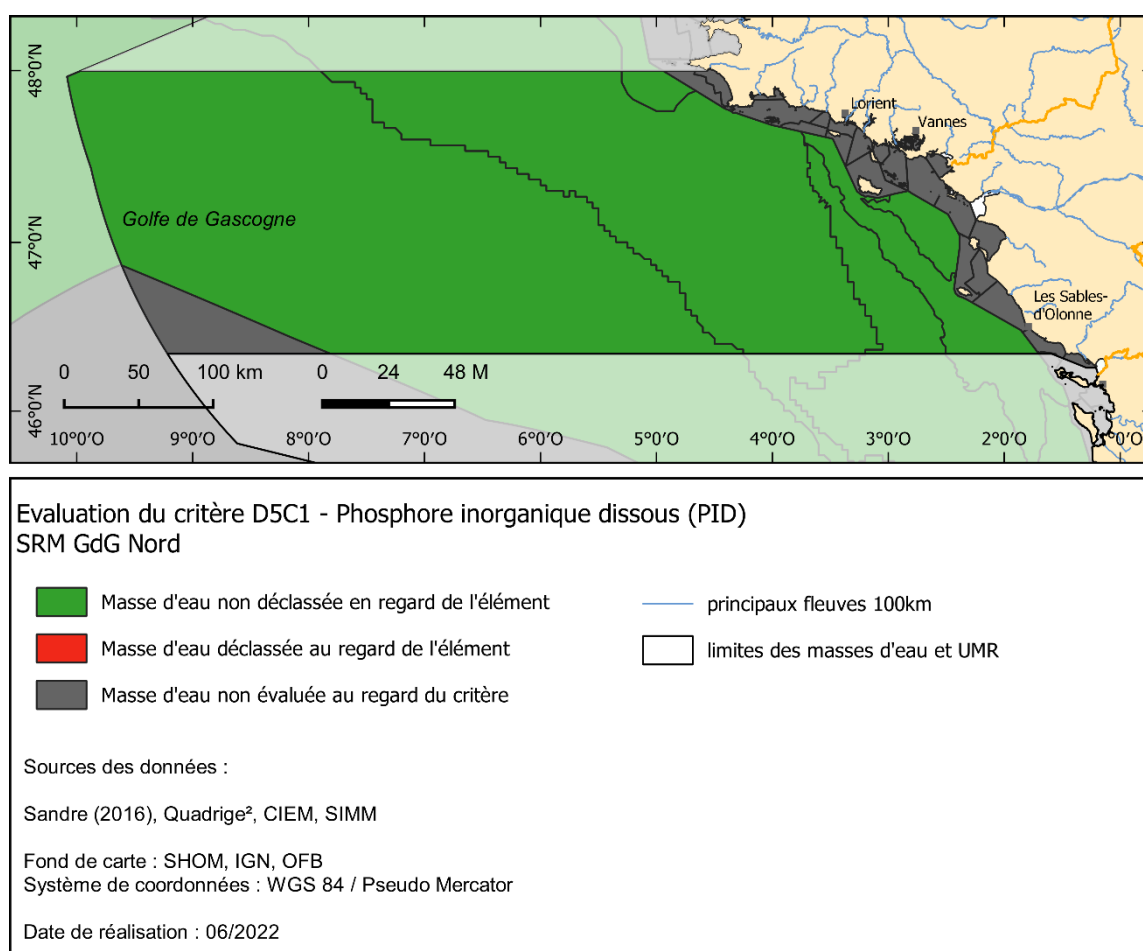 48°0'N
Lorient
Vannes
Golfe de Gascogne
47°0'N
Les Sables-
d'Olonne
0 50 100 km
0 24 48 M
46°0'N
10°0'O 9°0'O 8°0'O 7°0'O 6°0'O 5°0'O 4°0'O 3°0'O 2°0'O 1°0'O
Evaluation du critère D5C1 - Phosphore inorganique dissous (PID)
SRM GdG Nord
Masse d'eau non déclassée en regard de l'élément
Masse d'eau déclassée au regard de l'élément
Masse d'eau non évaluée au regard du critère
principaux fleuves 100km
limites des masses d'eau et UMR
Sources des données :
Sandre (2016), Quadrige², CIEM, SIMM
Fond de carte : SHOM, IGN, OFB
Système de coordonnées : WGS 84 / Pseudo Mercator
Date de réalisation : 06/2022